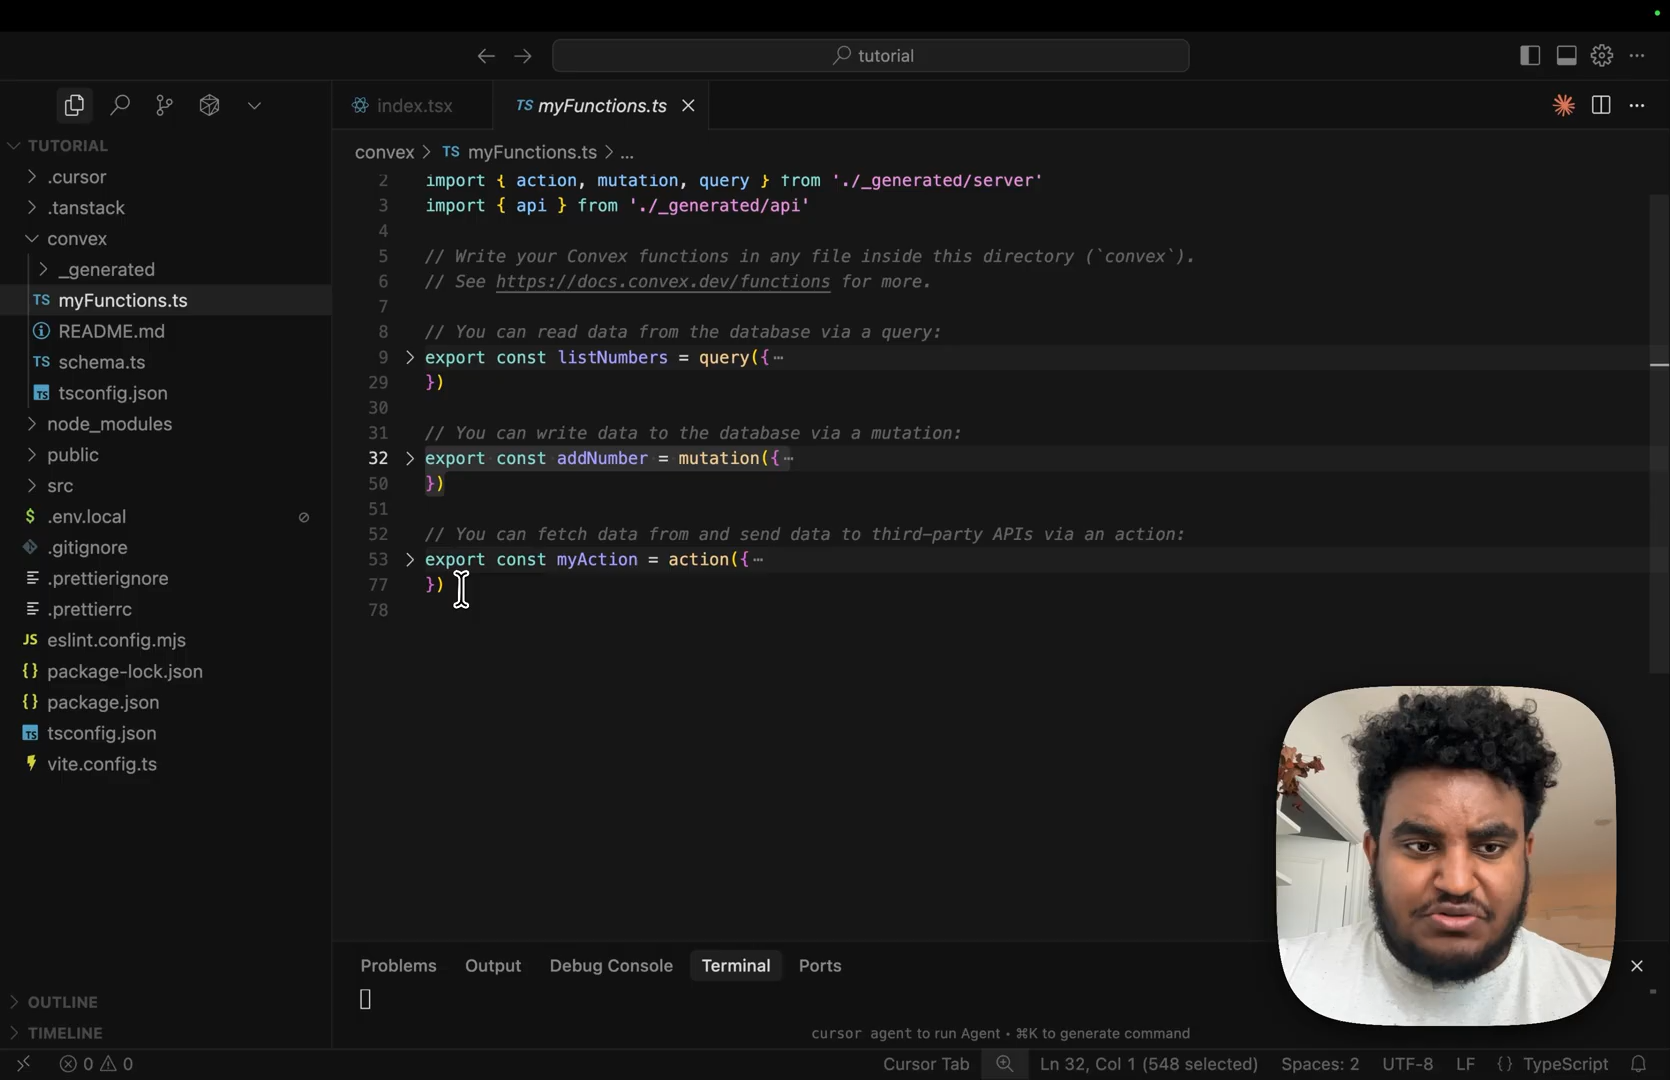 tutorial
index.tsx
TS myFunctions.ts
TUTORIAL
convex > TS myFunctions.ts > ...
.cursor
.tanstack
convex
_generated
TS myFunctions.ts
README.md
TS schema.ts
TS tsconfig.json
node_modules
public
src
$ .env.local
.gitignore
.prettierignore
.prettierrc
JS eslint.config.mjs
{} package-lock.json
{} package.json
TS tsconfig.json
vite.config.ts
2 import { action, mutation, query } from './_generated/server'
3 import { api } from './_generated/api'
4
5 // Write your Convex functions in any file inside this directory (`convex`).
6 // See https://docs.convex.dev/functions for more.
7
8 // You can read data from the database via a query:
9 > export const listNumbers = query({ ⋯
29 })
30
31 // You can write data to the database via a mutation:
32 > export const addNumber = mutation({ ⋯
50 })
51
52 // You can fetch data from and send data to third-party APIs via an action:
53 > export const myAction = action({ ⋯
77 })
78
Problems Output Debug Console Terminal Ports
cursor agent to run Agent • ⌘K to generate command
OUTLINE
TIMELINE
0 0 Cursor Tab Ln 32, Col 1 (548 selected) Spaces: 2 UTF-8 LF {} TypeScript